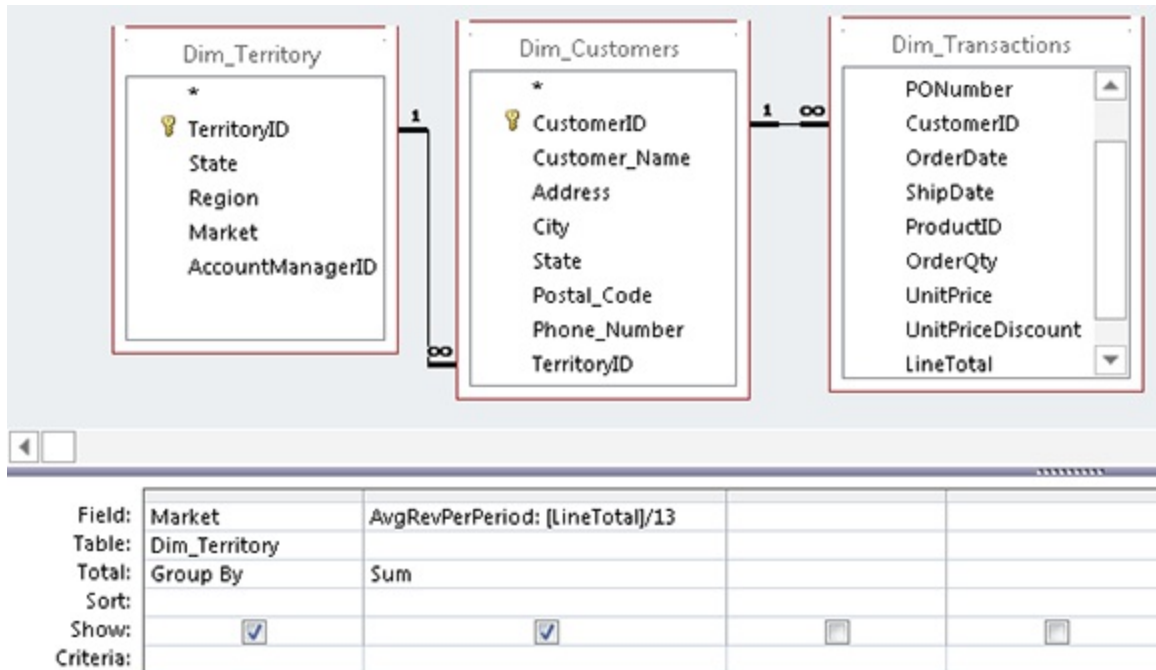 Dim_Territory
*
TerritoryID
State
Region
Market
AccountManagerID
1
∞
Dim_Customers
*
CustomerID
Customer_Name
Address
City
State
Postal_Code
Phone_Number
TerritoryID
1 ∞
Dim_Transactions
PONumber
CustomerID
OrderDate
ShipDate
ProductID
OrderQty
UnitPrice
UnitPriceDiscount
LineTotal
Field: Market AvgRevPerPeriod: [LineTotal]/13
Table: Dim_Territory
Total: Group By Sum
Sort:
Show:
Criteria: